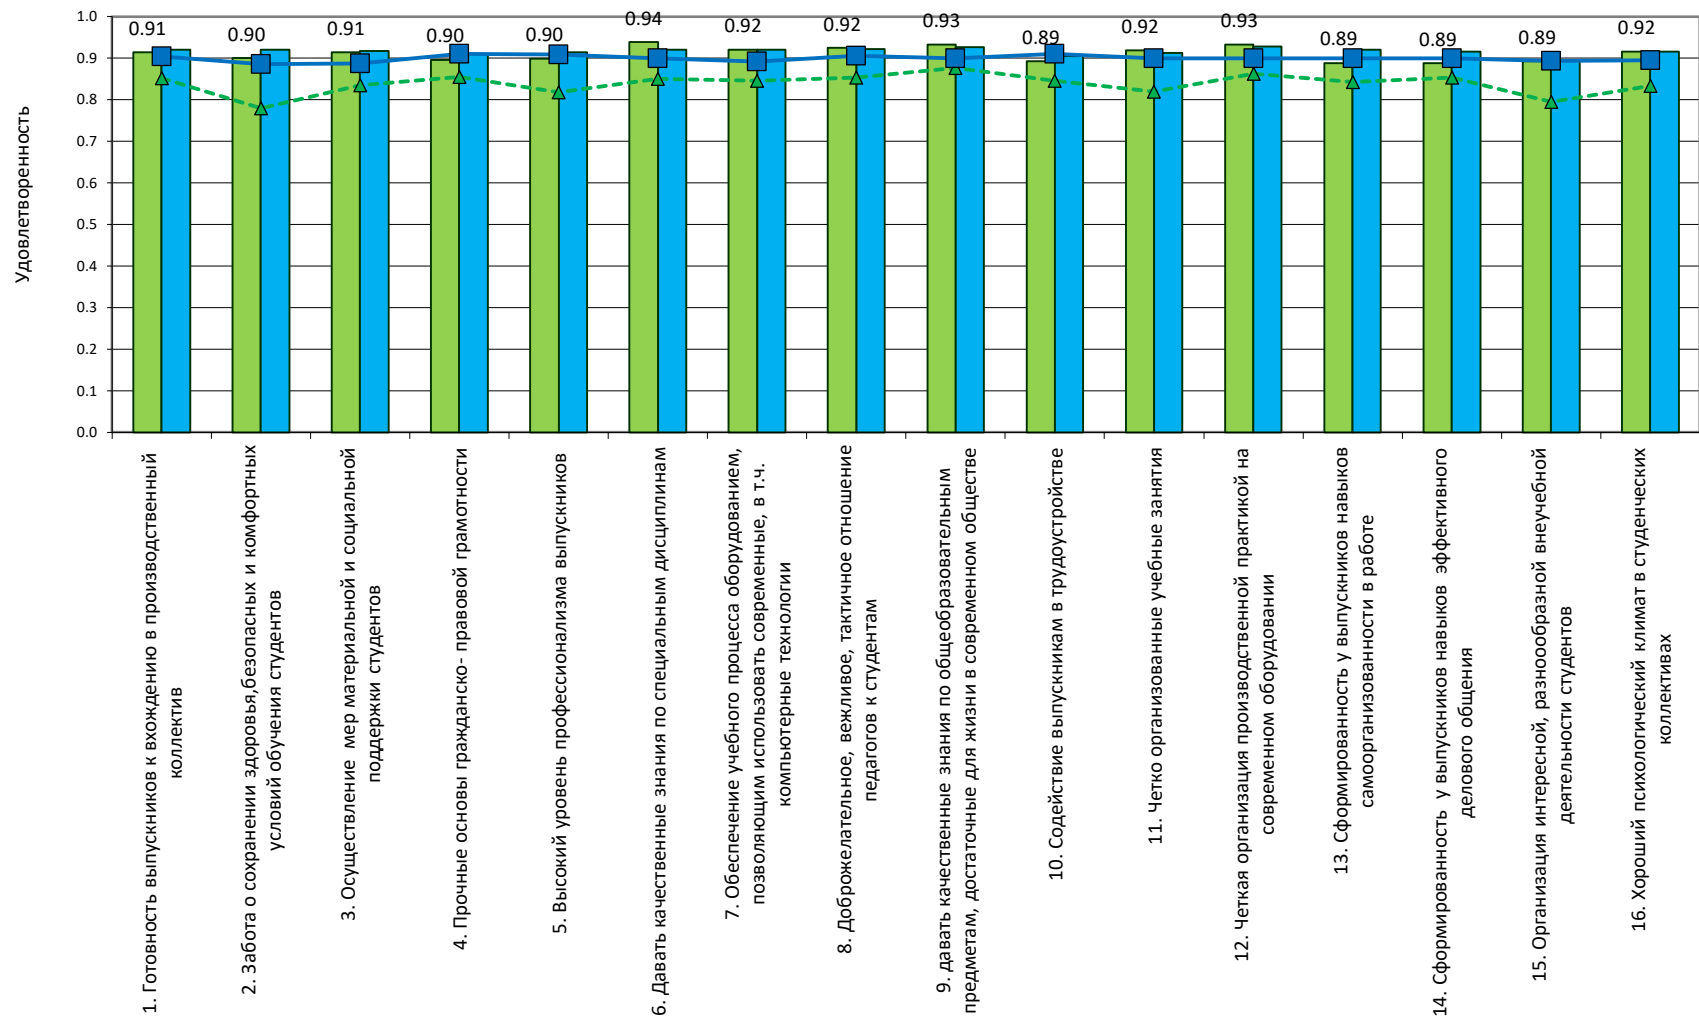 Удовлетворенность
1.0
0.9
0.8
0.7
0.6
0.5
0.4
0.3
0.2
0.1
0.0
0.91
0.90
0.91
0.90
0.90
0.94
0.92
0.92
0.93
0.89
0.92
0.93
0.89
0.89
0.89
0.92
1. Готовность выпускников к вхождению в производственный
коллектив
2. Забота о сохранении здоровья,безопасных и комфортных
условий обучения студентов
3. Осуществление мер материальной и социальной
поддержки студентов
4. Прочные основы гражданско- правовой грамотности
5. Высокий уровень профессионализма выпускников
6. Давать качественные знания по специальным дисциплинам
7. Обеспечение учебного процесса оборудованием,
позволяющим использовать современные, в т.ч.
компьютерные технологии
8. Доброжелательное, вежливое, тактичное отношение
педагогов к студентам
9. давать качественные знания по общеобразовательным
предметам, достаточные для жизни в современном обществе
10. Содействие выпускникам в трудоустройстве
11. Четко организованные учебные занятия
12. Четкая организация производственной практикой на
современном оборудовании
13. Сформированность у выпускников навыков
самоорганизованности в работе
14. Сформированность у выпускников навыков эффективного
делового общения
15. Организация интересной, разнообразной внеучебной
деятельности студентов
16. Хороший психологический климат в студенческих
коллективах